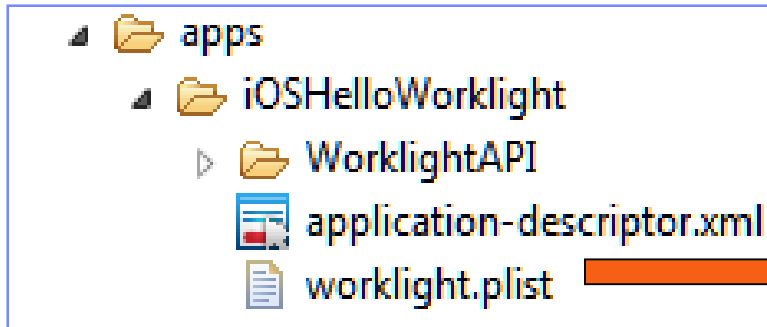 apps
iOSHelloWorklight
WorklightAPI
application-descriptor.xml
worklight.plist